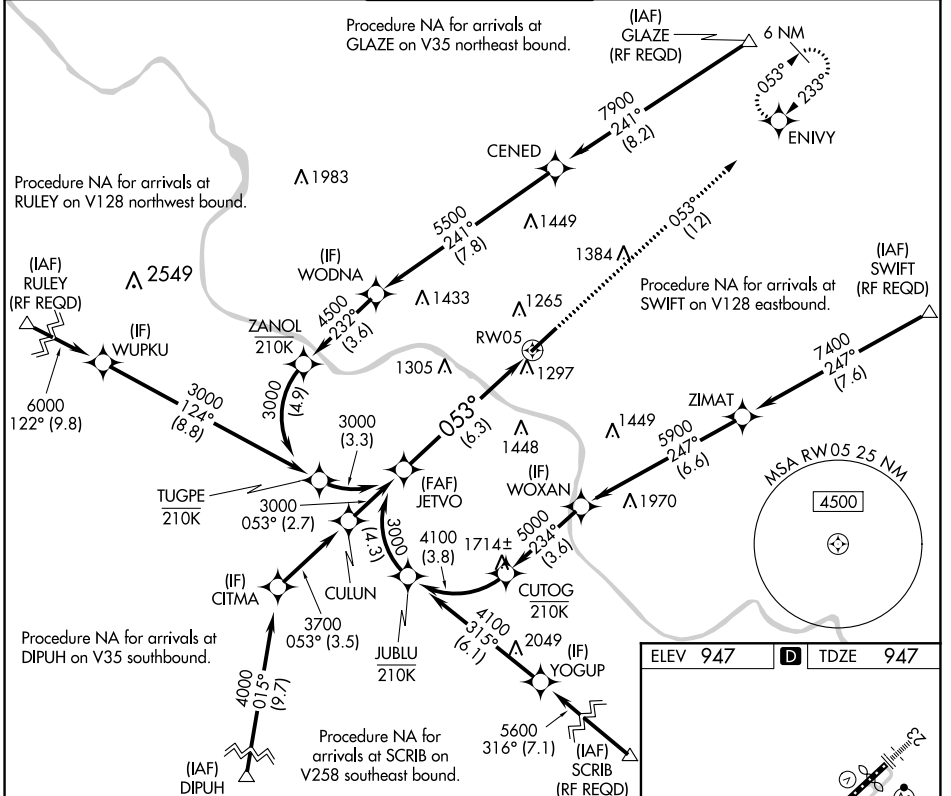 Procedure NA for arrivals at
GLAZE on V35 northeast bound.
(IAF)
GLAZE
(RF REQD)
6 NM
053°
233°
ENIVY
7900
241°
(8.2)
CENED
1983
Procedure NA for arrivals at
RULEY on V128 northwest bound.
5500
241°
(7.8)
1449
053°
(12)
1384
(IAF)
SWIFT
(RF REQD)
(IAF)
RULEY
(RF REQD)
2549
(IF)
WODNA
1433
1265
Procedure NA for arrivals at
SWIFT on V128 eastbound.
(IF)
WUPKU
ZANOL
210K
4500
232°
(3.6)
RW05
1305
1297
7400
247°
(7.6)
6000
122° (9.8)
3000
124°
(8.8)
3000
(4.9)
3000
(3.3)
053°
(6.3)
1448
1449
ZIMAT
5900
247°
(6.6)
MSA RW05 25 NM
4500
TUGPE
210K
(FAF)
JETVO
(IF)
WOXAN
1970
3000
053° (2.7)
3000
(4.3)
4100
(3.8)
1714±
5000
234°
(3.6)
(IF)
CITMA
CULUN
CUTOG
210K
3700
053° (3.5)
JUBLU
210K
4100
315°
(6.1)
2049
(IF)
YOGUP
Procedure NA for arrivals at
DIPUH on V35 southbound.
4000
015°
(9.7)
(IAF)
DIPUH
Procedure NA for
arrivals at SCRIB on
V258 southeast bound.
5600
316° (7.1)
(IAF)
SCRIB
(RF REQD)
ELEV 947 D TDZE 947
23
V